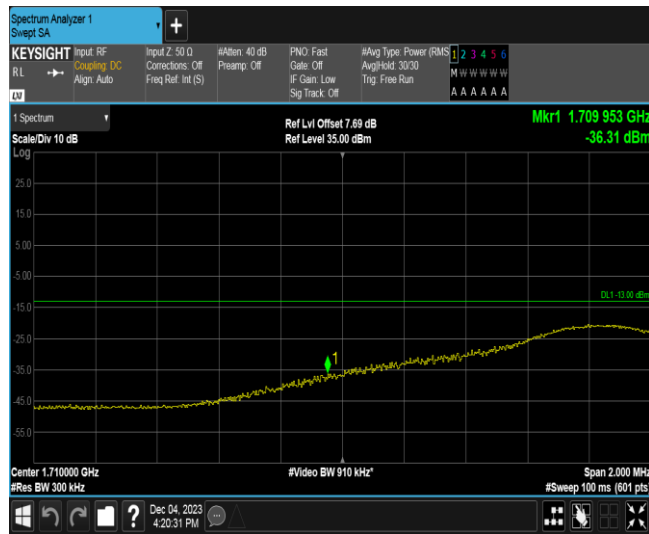 Spectrum Analyzer 1
Swept SA
+
KEYSIGHT
RL
LXI
Input: RF
Coupling: DC
Align: Auto
Input Z: 50 Ω
Corrections: Off
Freq Ref: Int (S)
#Atten: 40 dB
Preamp: Off
PNO: Fast
Gate: Off
IF Gain: Low
Sig Track: Off
#Avg Type: Power (RMS
Avg|Hold: 30/30
Trig: Free Run
1 2 3 4 5 6
M W W W W W
A A A A A A
1 Spectrum
Scale/Div 10 dB
Log
Ref Lvl Offset 7.69 dB
Ref Level 35.00 dBm
Mkr1 1.709 953 GHz
-36.31 dBm
25.0
15.0
5.00
-5.00
DL1 -13.00 dBm
-15.0
-25.0
1
-35.0
-45.0
-55.0
Center 1.710000 GHz
#Res BW 300 kHz
#Video BW 910 kHz*
Span 2.000 MHz
#Sweep 100 ms (601 pts
?
Dec 04, 2023
4:20:31 PM